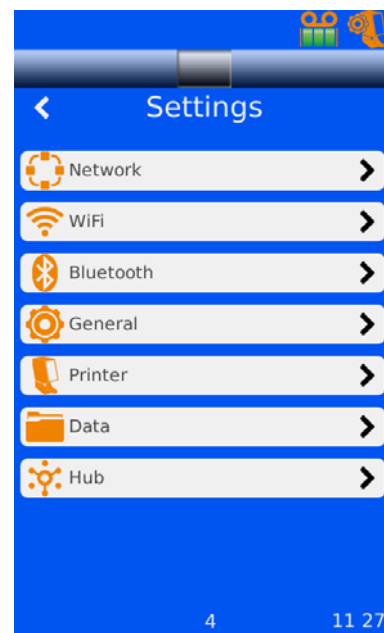 Settings
Network
WiFi
Bluetooth
General
Printer
Data
Hub
4
11 27